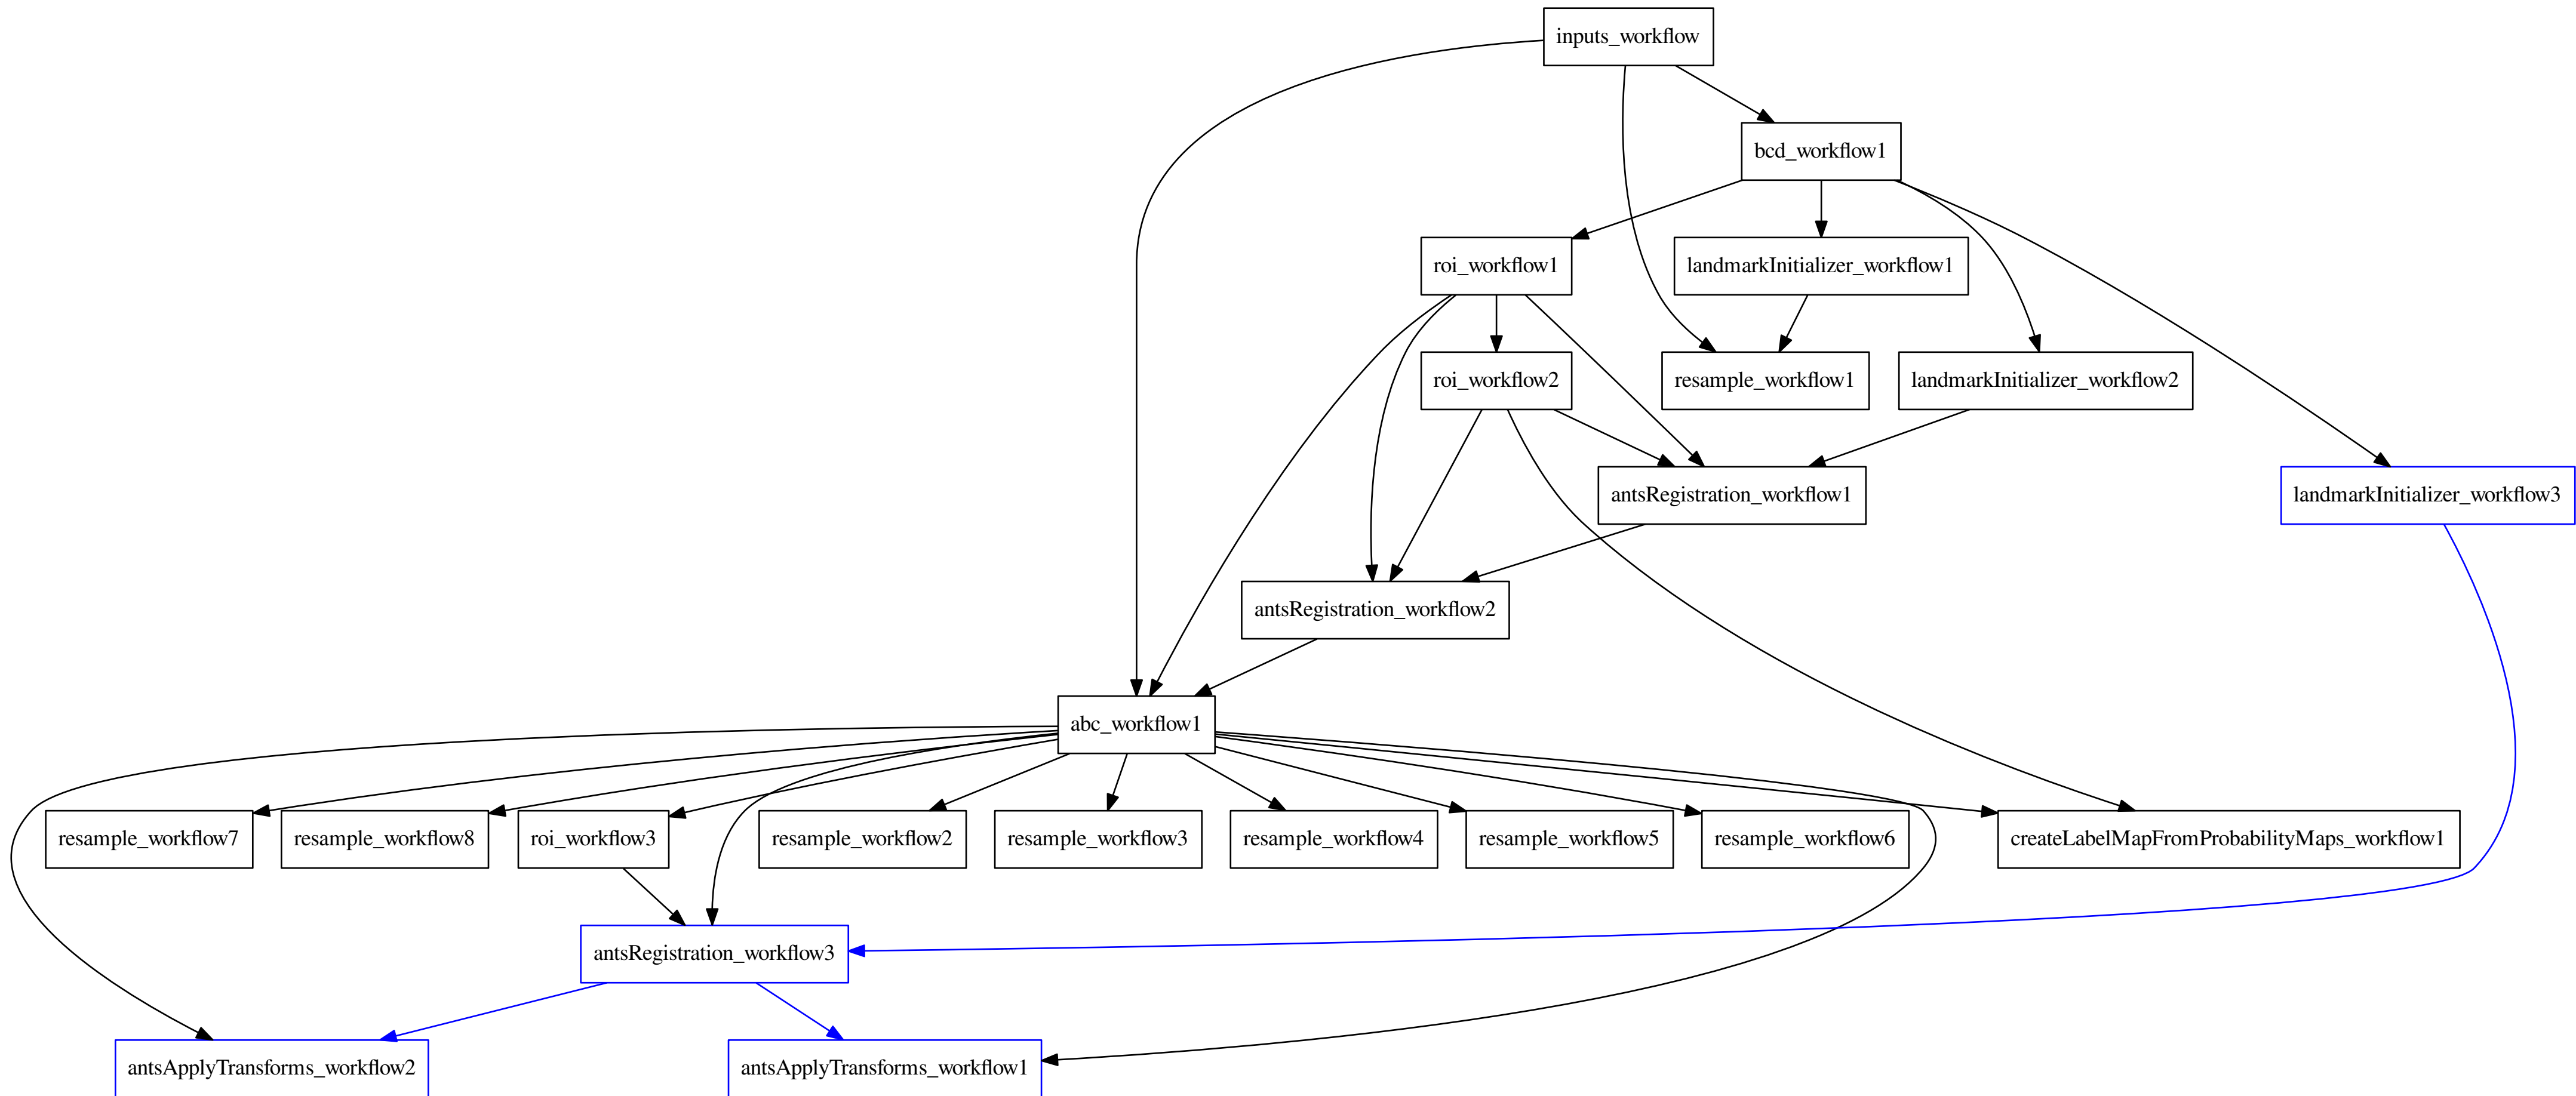 inputs_workflow
bcd_workflow1
roi_workflow1
landmarkInitializer_workflow1
roi_workflow2
resample_workflow1
landmarkInitializer_workflow2
antsRegistration_workflow1
landmarkInitializer_workflow3
antsRegistration_workflow2
abc_workflow1
resample_workflow7
resample_workflow8
roi_workflow3
resample_workflow2
resample_workflow3
resample_workflow4
resample_workflow5
resample_workflow6
createLabelMapFromProbabilityMaps_workflow1
antsRegistration_workflow3
antsApplyTransforms_workflow2
antsApplyTransforms_workflow1